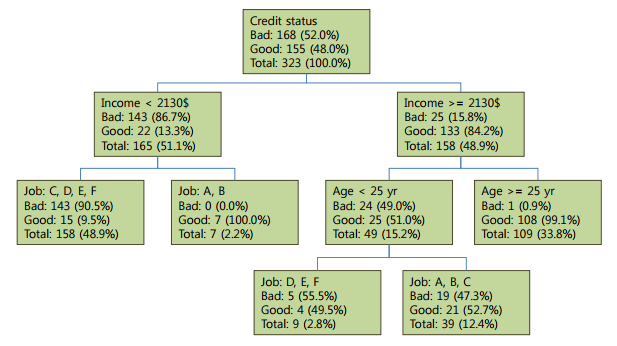 Credit status
Bad: 168 (52.0%)
Good: 155 (48.0%)
Total: 323 (100.0%)
Income < 2130$
Bad: 143 (86.7%)
Good: 22 (13.3%)
Total: 165 (51.1%)
Income >= 2130$
Bad: 25 (15.8%)
Good: 133 (84.2%)
Total: 158 (48.9%)
Job: C, D, E, F
Bad: 143 (90.5%)
Good: 15 (9.5%)
Total: 158 (48.9%)
Job: A, B
Bad: 0 (0.0%)
Good: 7 (100.0%)
Total: 7 (2.2%)
Age < 25 yr
Bad: 24 (49.0%)
Good: 25 (51.0%)
Total: 49 (15.2%)
Age >= 25 yr
Bad: 1 (0.9%)
Good: 108 (99.1%)
Total: 109 (33.8%)
Job: D, E, F
Bad: 5 (55.5%)
Good: 4 (49.5%)
Total: 9 (2.8%)
Job: A, B, C
Bad: 19 (47.3%)
Good: 21 (52.7%)
Total: 39 (12.4%)